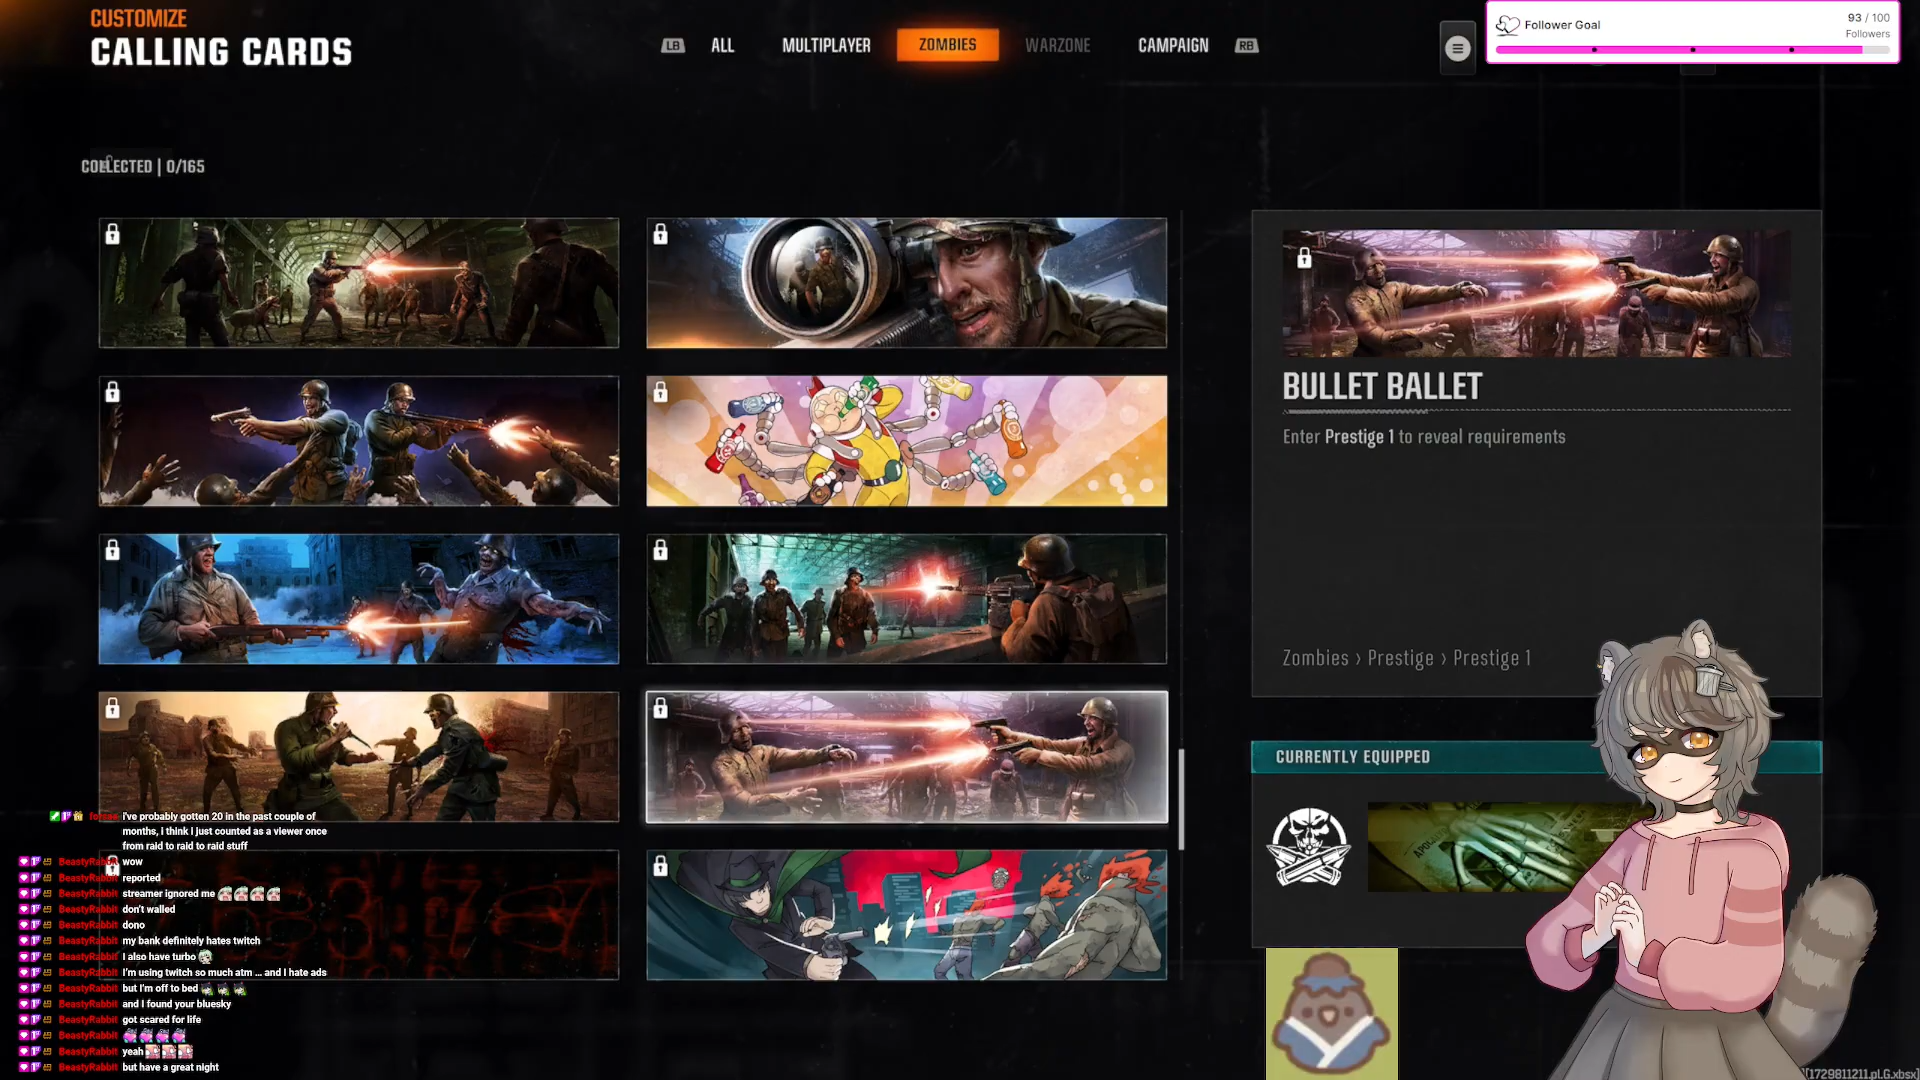 CUSTOMIZE
CALLING CARDS
LB ALL MULTIPLAYER ZOMBIES WARZONE CAMPAIGN RB
Follower Goal 93 / 100
Followers
COLLECTED | 0/165
BULLET BALLET
Enter Prestige 1 to reveal requirements
Zombies › Prestige › Prestige 1
CURRENTLY EQUIPPED
i've probably gotten 20 in the past couple of
months, i think I just counted as a viewer once
from raid to raid to raid stuff
BeastyRabbit wow
BeastyRabbit reported
BeastyRabbit streamer ignored me
BeastyRabbit don't walled
BeastyRabbit dono
BeastyRabbit my bank definitely hates twitch
BeastyRabbit I also have turbo
BeastyRabbit I'm using twitch so much atm ... and I hate ads
BeastyRabbit but I'm off to bed
BeastyRabbit and I found your bluesky
BeastyRabbit got scared for life
BeastyRabbit
BeastyRabbit yeah
BeastyRabbit but have a great night
[1729811211.pl.G.xbsx]